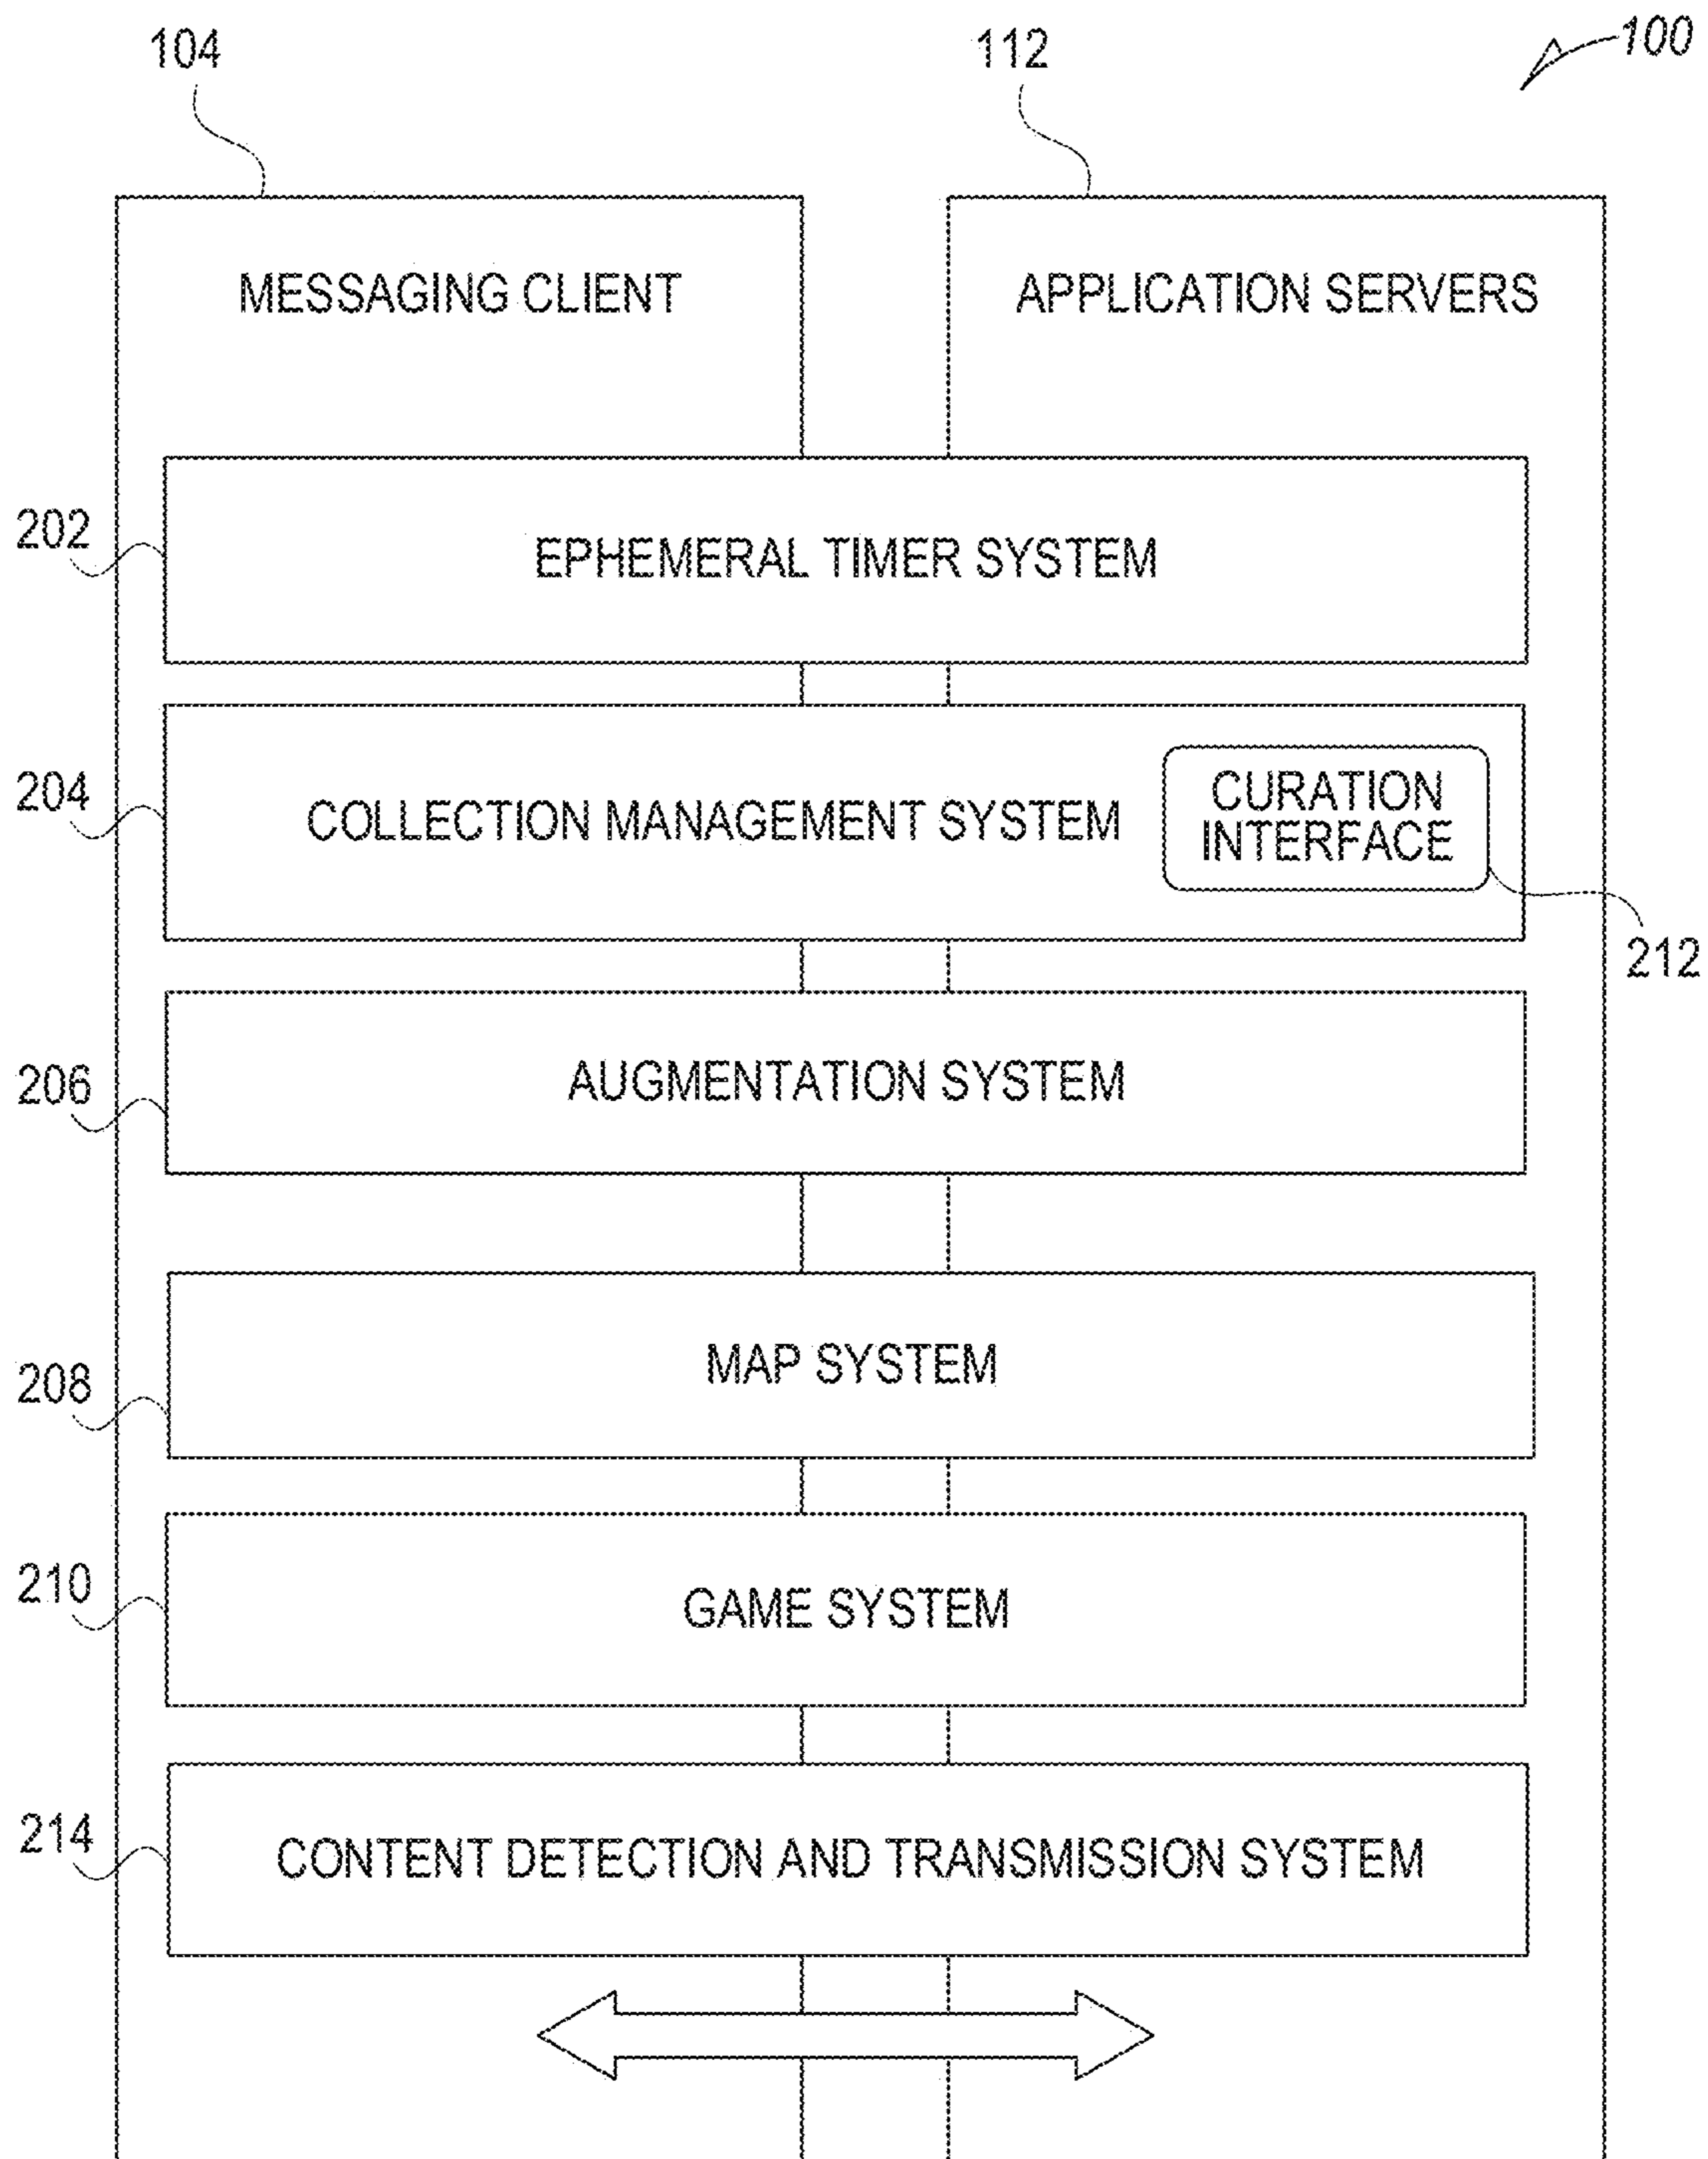 104
112
100
MESSAGING CLIENT
APPLICATION SERVERS
202
EPHEMERAL TIMER SYSTEM
204
COLLECTION MANAGEMENT SYSTEM
CURATION
INTERFACE
212
206
AUGMENTATION SYSTEM
208
MAP SYSTEM
210
GAME SYSTEM
214
CONTENT DETECTION AND TRANSMISSION SYSTEM